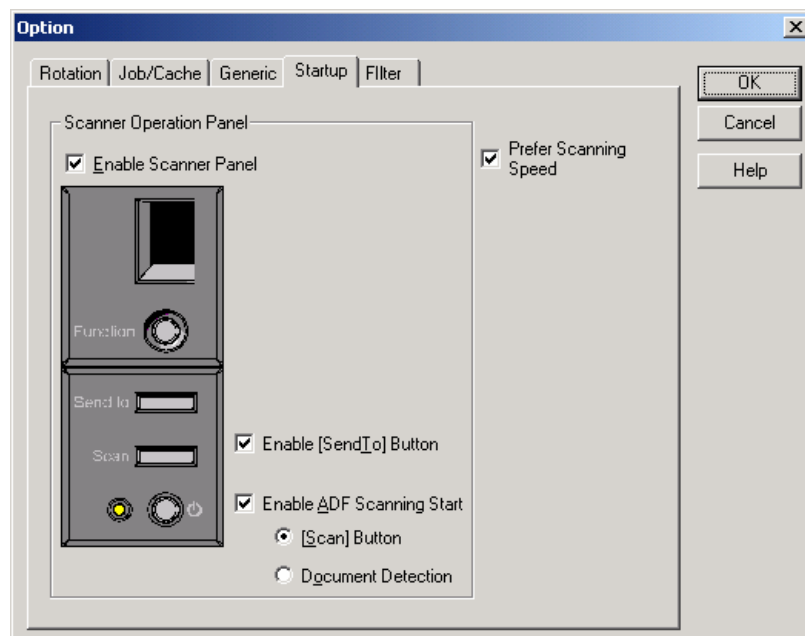 Option
Rotation
Job/Cache
Generic
Startup
FIlter
OK
Cancel
Help
Scanner Operation Panel
Enable Scanner Panel
Prefer Scanning
Speed
Function
Send to
Scan
Enable [SendTo] Button
Enable ADF Scanning Start
[Scan] Button
Document Detection